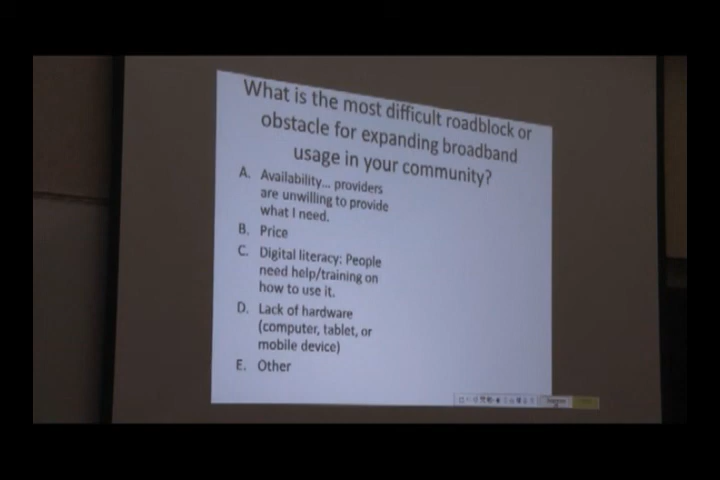 What is the most difficult roadblock or
obstacle for expanding broadband
usage in your community?
A. Availability... providers
are unwilling to provide
what I need.
B. Price
C. Digital literacy: People
need help/training on
how to use it.
D. Lack of hardware
(computer, tablet, or
mobile device)
E. Other